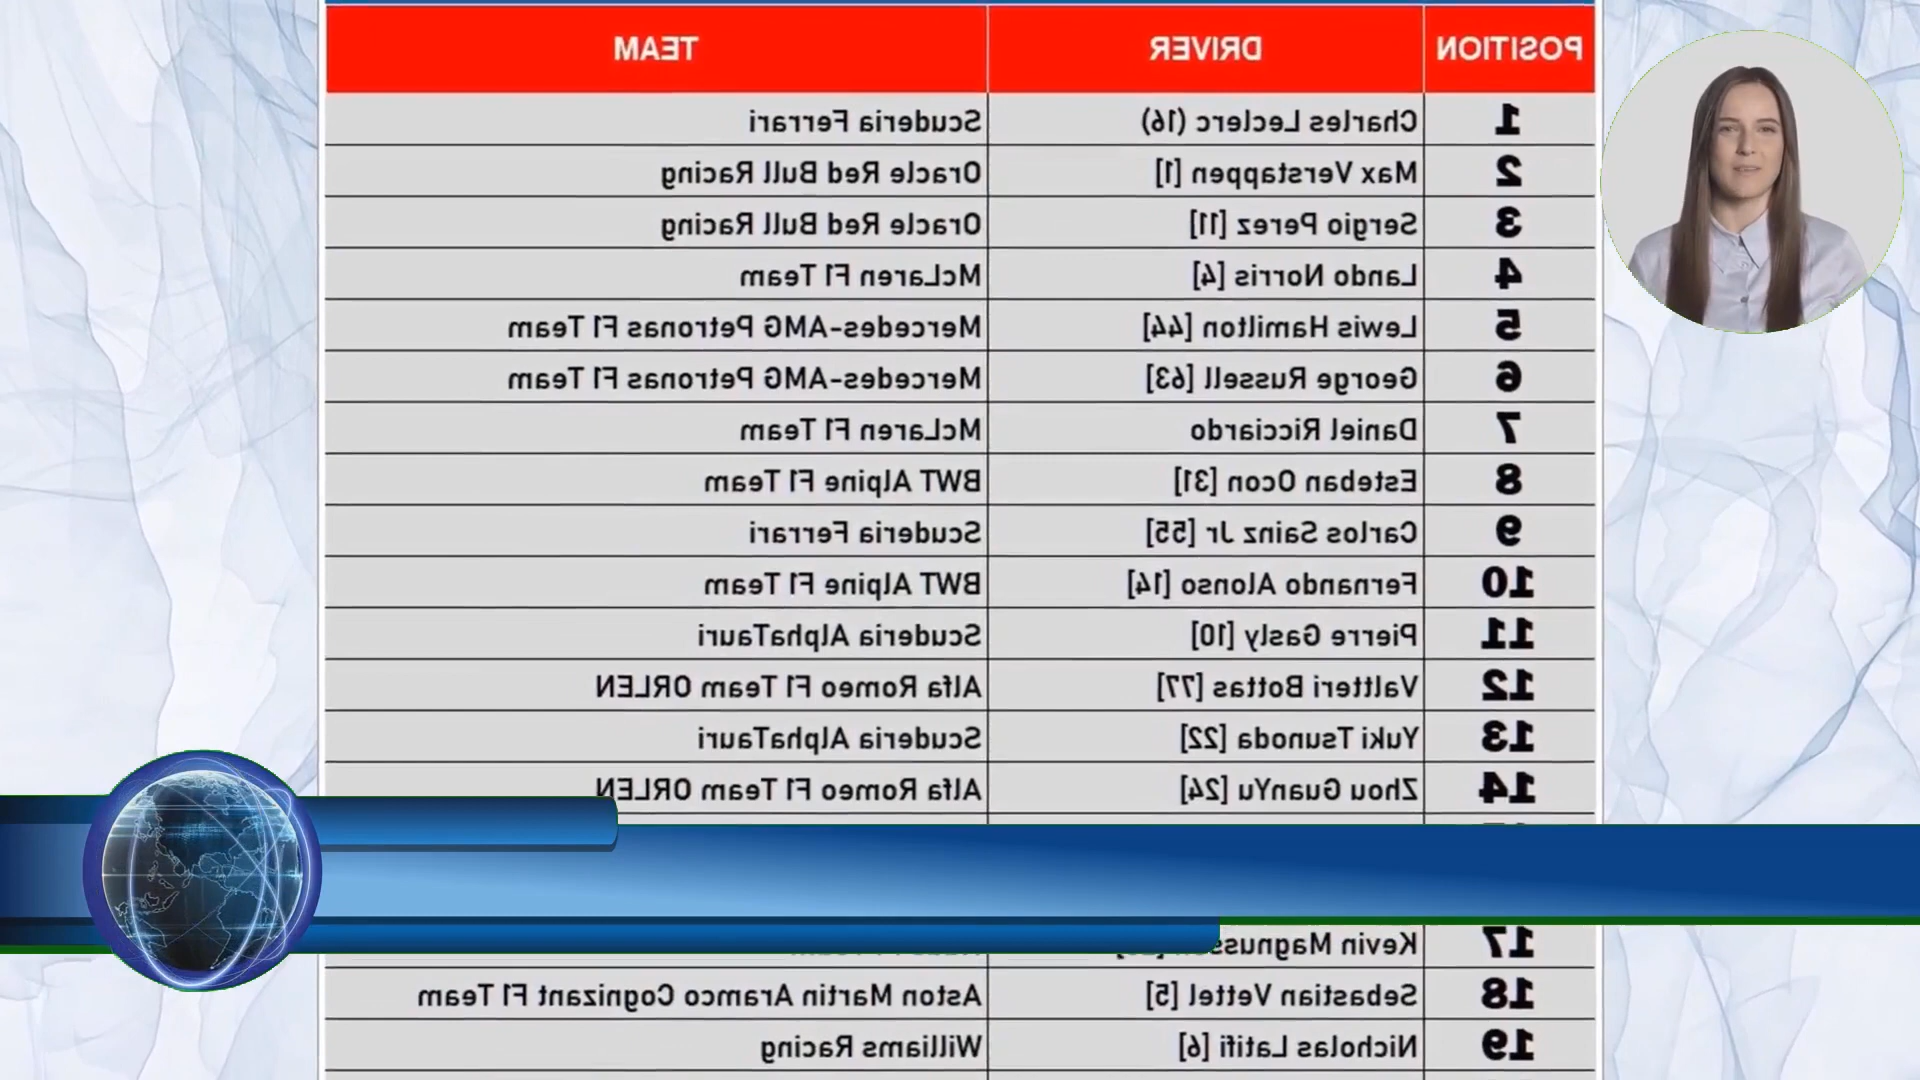 POSITION DRIVER TEAM
1 Charles Leclerc (16) Scuderia Ferrari
2 Max Verstappen [1] Oracle Red Bull Racing
3 Sergio Perez [11] Oracle Red Bull Racing
4 Lando Norris [4] McLaren F1 Team
5 Lewis Hamilton [44] Mercedes-AMG Petronas F1 Team
6 George Russell [63] Mercedes-AMG Petronas F1 Team
7 Daniel Ricciardo McLaren F1 Team
8 Esteban Ocon [31] BWT Alpine F1 Team
9 Carlos Sainz Jr [55] Scuderia Ferrari
10 Fernando Alonso [14] BWT Alpine F1 Team
11 Pierre Gasly [10] Scuderia AlphaTauri
12 Valtteri Bottas [77] Alfa Romeo F1 Team ORLEN
13 Yuki Tsunoda [22] Scuderia AlphaTauri
14 Zhou GuanYu [24] Alfa Romeo F1 Team ORLEN
17 Kevin
18 Sebastian Vettel [5] Aston Martin Aramco Cognizant F1 Team
19 Nicholas Latifi [6] Williams Racing